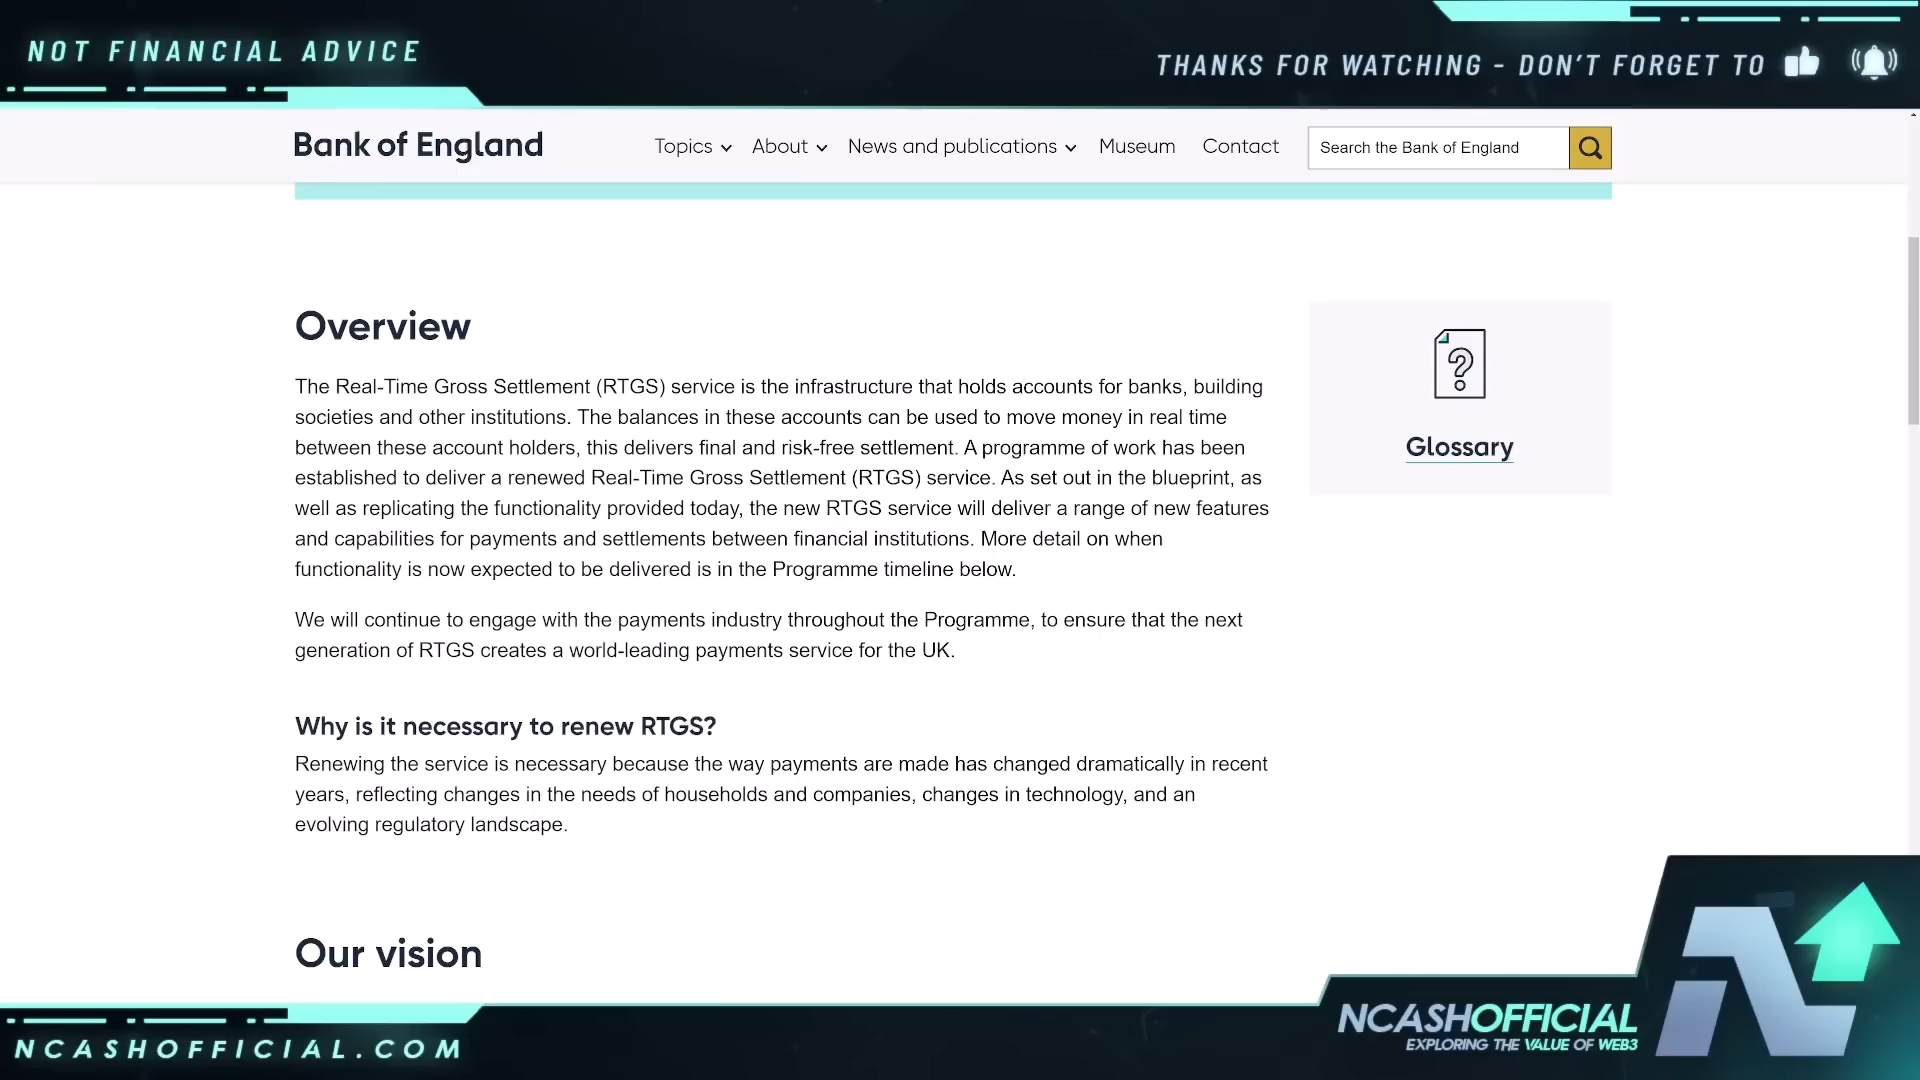 NOT FINANCIAL ADVICE
THANKS FOR WATCHING - DON'T FORGET TO
Bank of England
Topics
About
News and publications
Museum
Contact
Search the Bank of England
Overview
The Real-Time Gross Settlement (RTGS) service is the infrastructure that holds accounts for banks, building
societies and other institutions. The balances in these accounts can be used to move money in real time
between these account holders, this delivers final and risk-free settlement. A programme of work has been
established to deliver a renewed Real-Time Gross Settlement (RTGS) service. As set out in the blueprint, as
well as replicating the functionality provided today, the new RTGS service will deliver a range of new features
and capabilities for payments and settlements between financial institutions. More detail on when
functionality is now expected to be delivered is in the Programme timeline below.
We will continue to engage with the payments industry throughout the Programme, to ensure that the next
generation of RTGS creates a world-leading payments service for the UK.
Glossary
Why is it necessary to renew RTGS?
Renewing the service is necessary because the way payments are made has changed dramatically in recent
years, reflecting changes in the needs of households and companies, changes in technology, and an
evolving regulatory landscape.
Our vision
NCASHOFFICIAL.COM
NCASHOFFICIAL
EXPLORING THE VALUE OF WEB3